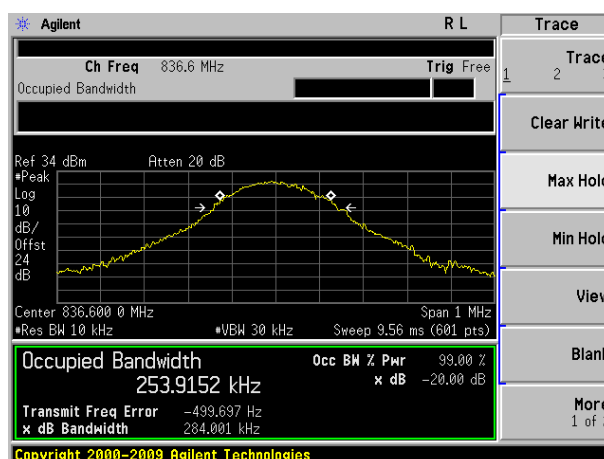 Agilent R L Trace
Ch Freq 836.6 MHz Trig Free
Occupied Bandwidth
Trace
1 2
Clear Write
Max Hold
Min Hold
View
Blank
More
1 of
Ref 34 dBm Atten 20 dB
#Peak
Log
10
dB/
Offst
24
dB
Center 836.600 0 MHz Span 1 MHz
#Res BW 10 kHz #VBW 30 kHz Sweep 9.56 ms (601 pts)
Occupied Bandwidth Occ BW % Pwr 99.00 %
253.9152 kHz x dB -20.00 dB
Transmit Freq Error -499.697 Hz
x dB Bandwidth 284.001 kHz
Copyright 2000-2009 Agilent Technologies